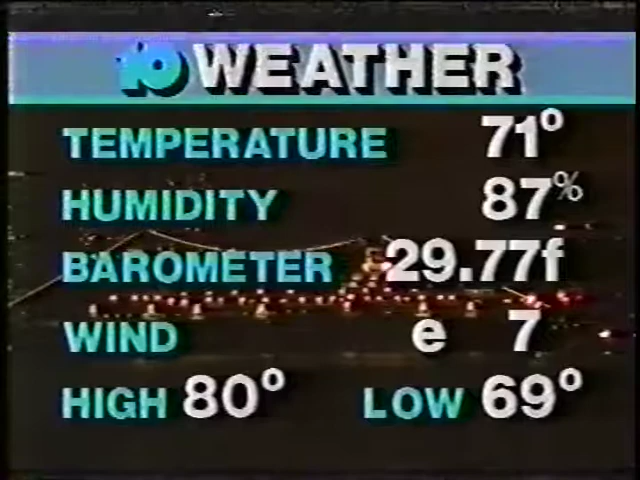 10 WEATHER
TEMPERATURE 71°
HUMIDITY 87%
BAROMETER 29.77f
WIND e 7
HIGH 80° LOW 69°